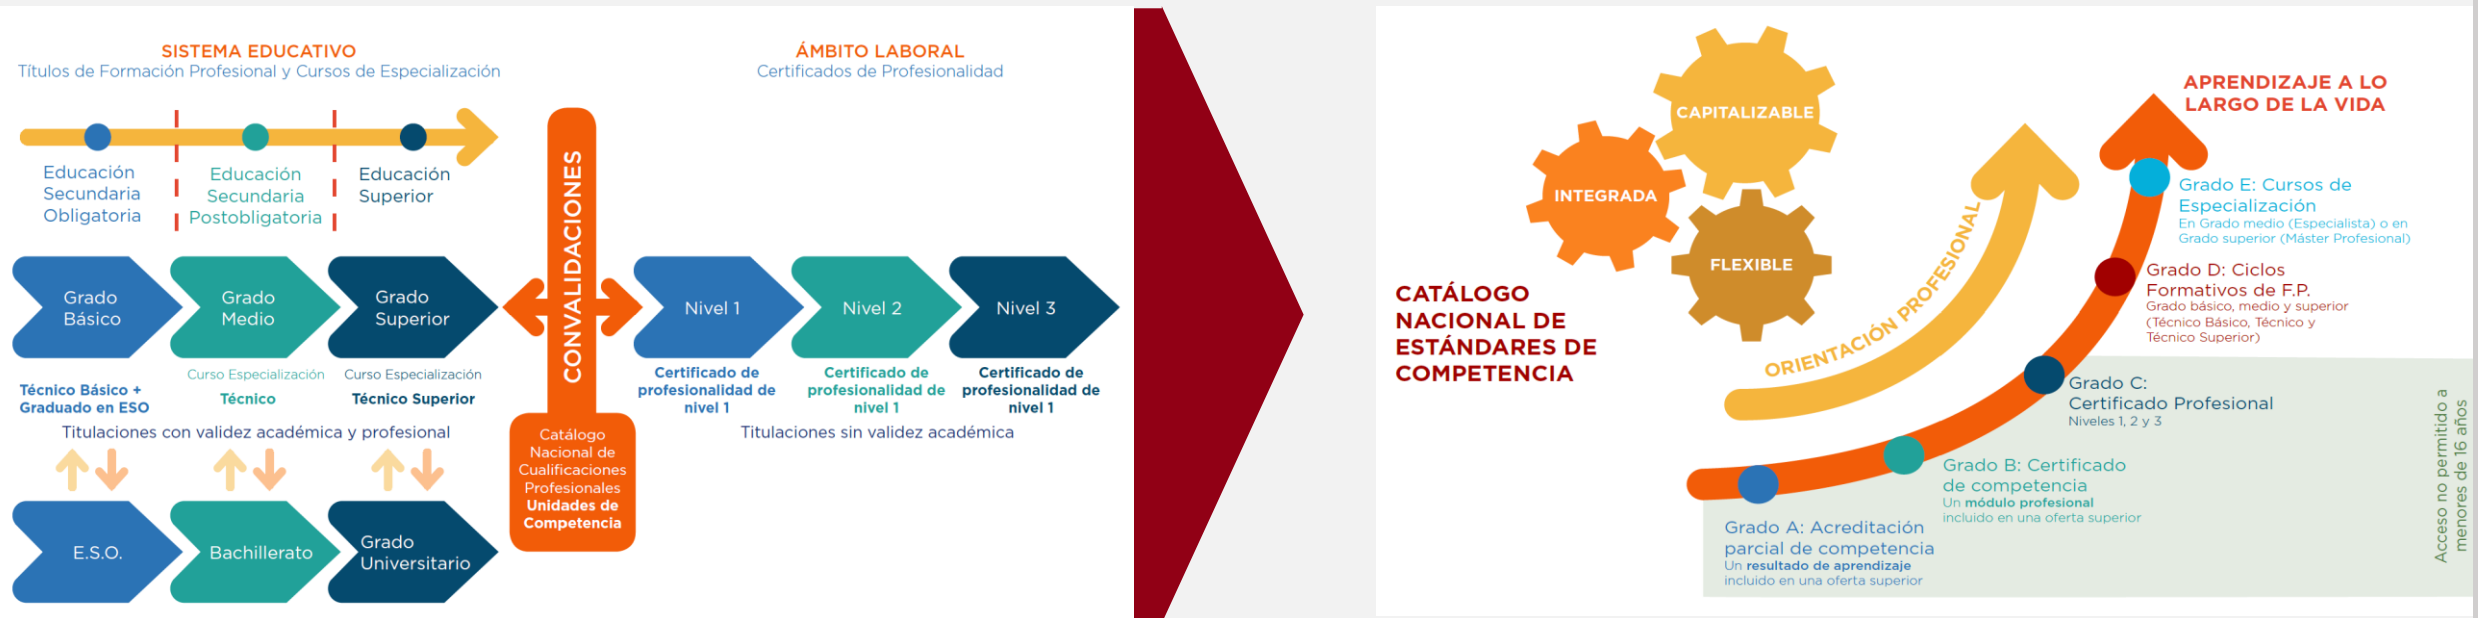 SISTEMA EDUCATIVO
Títulos de Formación Profesional y Cursos de Especialización
Educación
Secundaria
Obligatoria
Educación
Secundaria
Postobligatoria
Educación
Superior
Grado
Básico
Grado
Medio
Grado
Superior
Técnico Básico +
Graduado en ESO
Curso Especialización
Técnico
Curso Especialización
Técnico Superior
Titulaciones con validez académica y profesional
E.S.O.
Bachillerato
Grado
Universitario
CONVALIDACIONES
Catálogo
Nacional de
Cualificaciones
Profesionales
Unidades de
Competencia
ÁMBITO LABORAL
Certificados de Profesionalidad
Nivel 1
Nivel 2
Nivel 3
Certificado de
profesionalidad de
nivel 1
Certificado de
profesionalidad de
nivel 1
Certificado de
profesionalidad de
nivel 1
Titulaciones sin validez académica
CAPITALIZABLE
INTEGRADA
FLEXIBLE
CATÁLOGO
NACIONAL DE
ESTÁNDARES DE
COMPETENCIA
ORIENTACIÓN PROFESIONAL
APRENDIZAJE A LO
LARGO DE LA VIDA
Grado E: Cursos de
Especialización
En Grado medio (Especialista) o en
Grado superior (Máster Profesional)
Grado D: Ciclos
Formativos de F.P.
Grado básico, medio y superior
(Técnico Básico, Técnico y
Técnico Superior)
Grado C:
Certificado Profesional
Niveles 1, 2 y 3
Grado B: Certificado
de competencia
Un módulo profesional
incluido en una oferta superior
Grado A: Acreditación
parcial de competencia
Un resultado de aprendizaje
incluido en una oferta superior
Acceso no permitido a
menores de 16 años